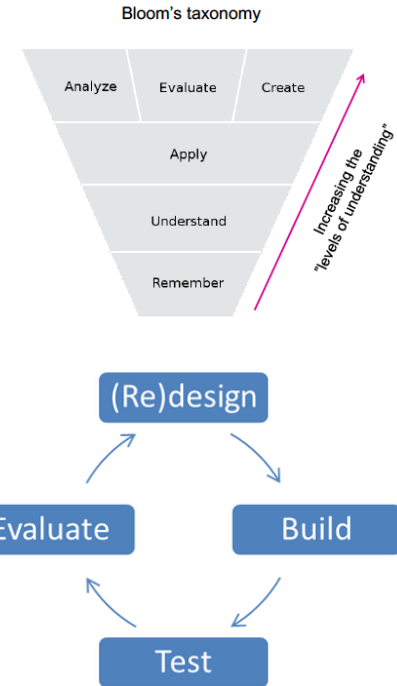 Bloom’s taxonomy
Analyze
Evaluate
Create
Apply
Understand
Remember
Increasing the
"levels of understanding"
(Re)design
Evaluate
Build
Test